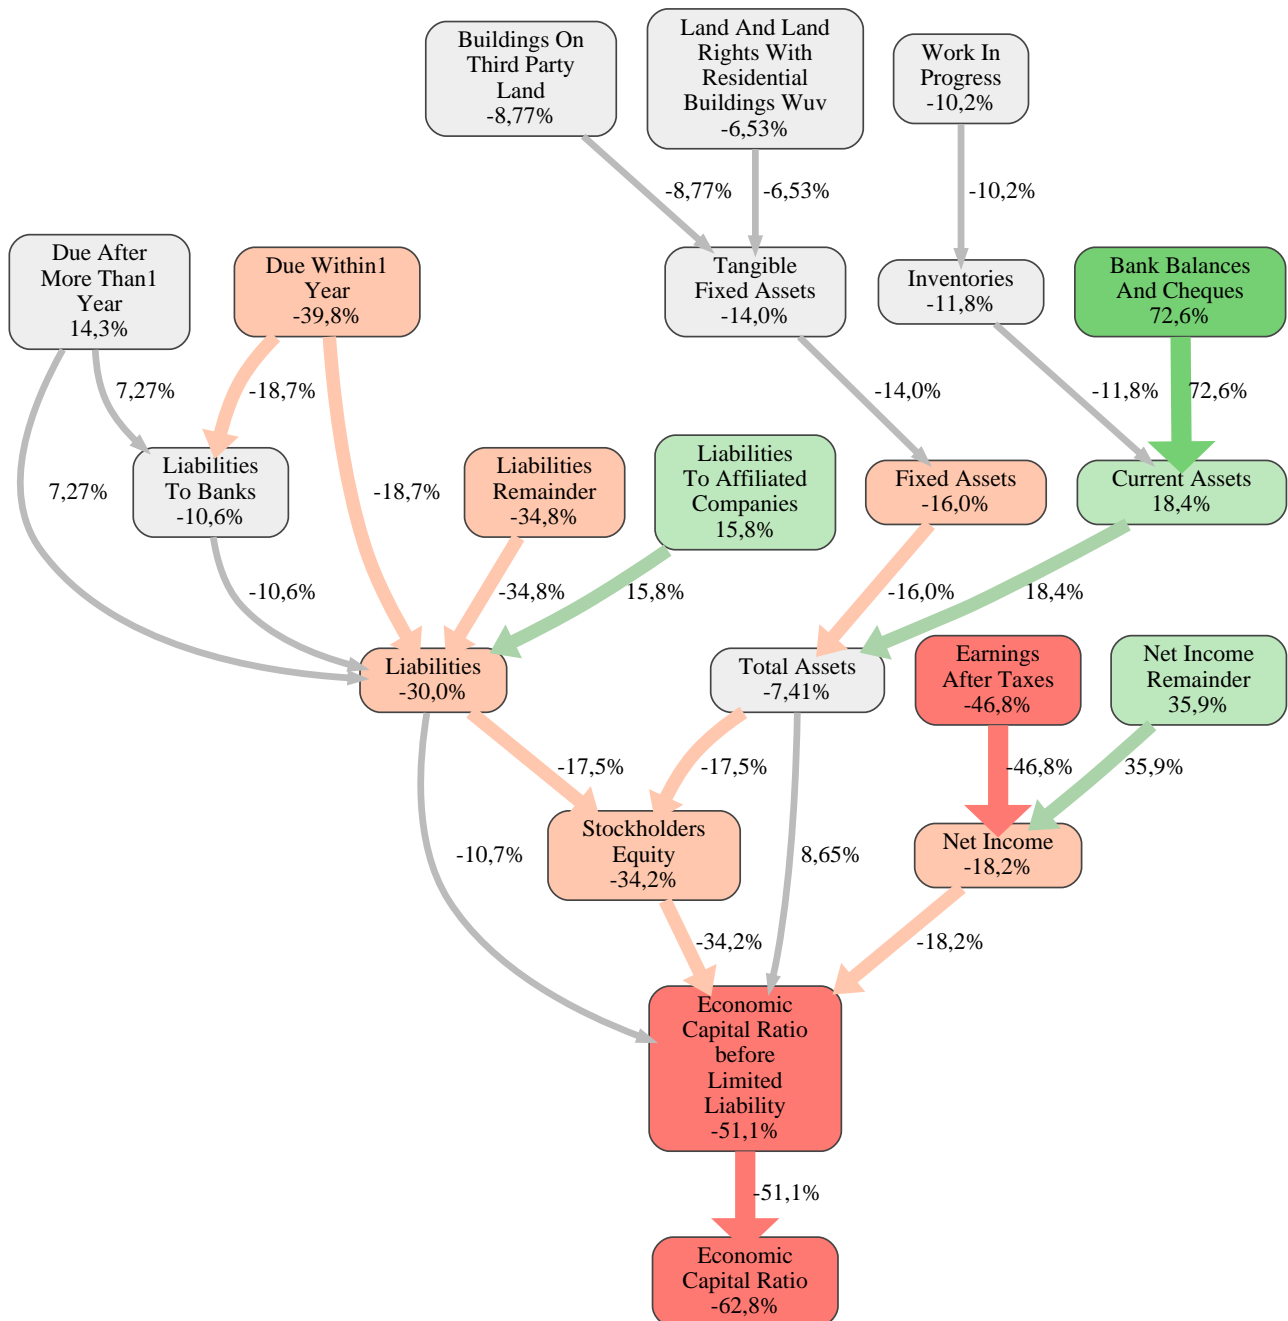 Buildings On
Third Party
Land
-8,77%
Land And Land
Rights With
Residential
Buildings Wuv
-6,53%
Work In
Progress
-10,2%
-8,77%
-6,53%
-10,2%
Due After
More Than1
Year
14,3%
Due Within1
Year
-39,8%
Tangible
Fixed Assets
-14,0%
Inventories
-11,8%
Bank Balances
And Cheques
72,6%
7,27%
-18,7%
-14,0%
-11,8%
72,6%
7,27%
Liabilities
To Banks
-10,6%
-18,7%
Liabilities
Remainder
-34,8%
Liabilities
To Affiliated
Companies
15,8%
Fixed Assets
-16,0%
Current Assets
18,4%
-10,6%
-34,8%
15,8%
-16,0%
18,4%
Liabilities
-30,0%
Total Assets
-7,41%
Earnings
After Taxes
-46,8%
Net Income
Remainder
35,9%
-17,5%
-17,5%
-46,8%
35,9%
-10,7%
Stockholders
Equity
-34,2%
8,65%
Net Income
-18,2%
-34,2%
-18,2%
Economic
Capital Ratio
before
Limited
Liability
-51,1%
-51,1%
Economic
Capital Ratio
-62,8%